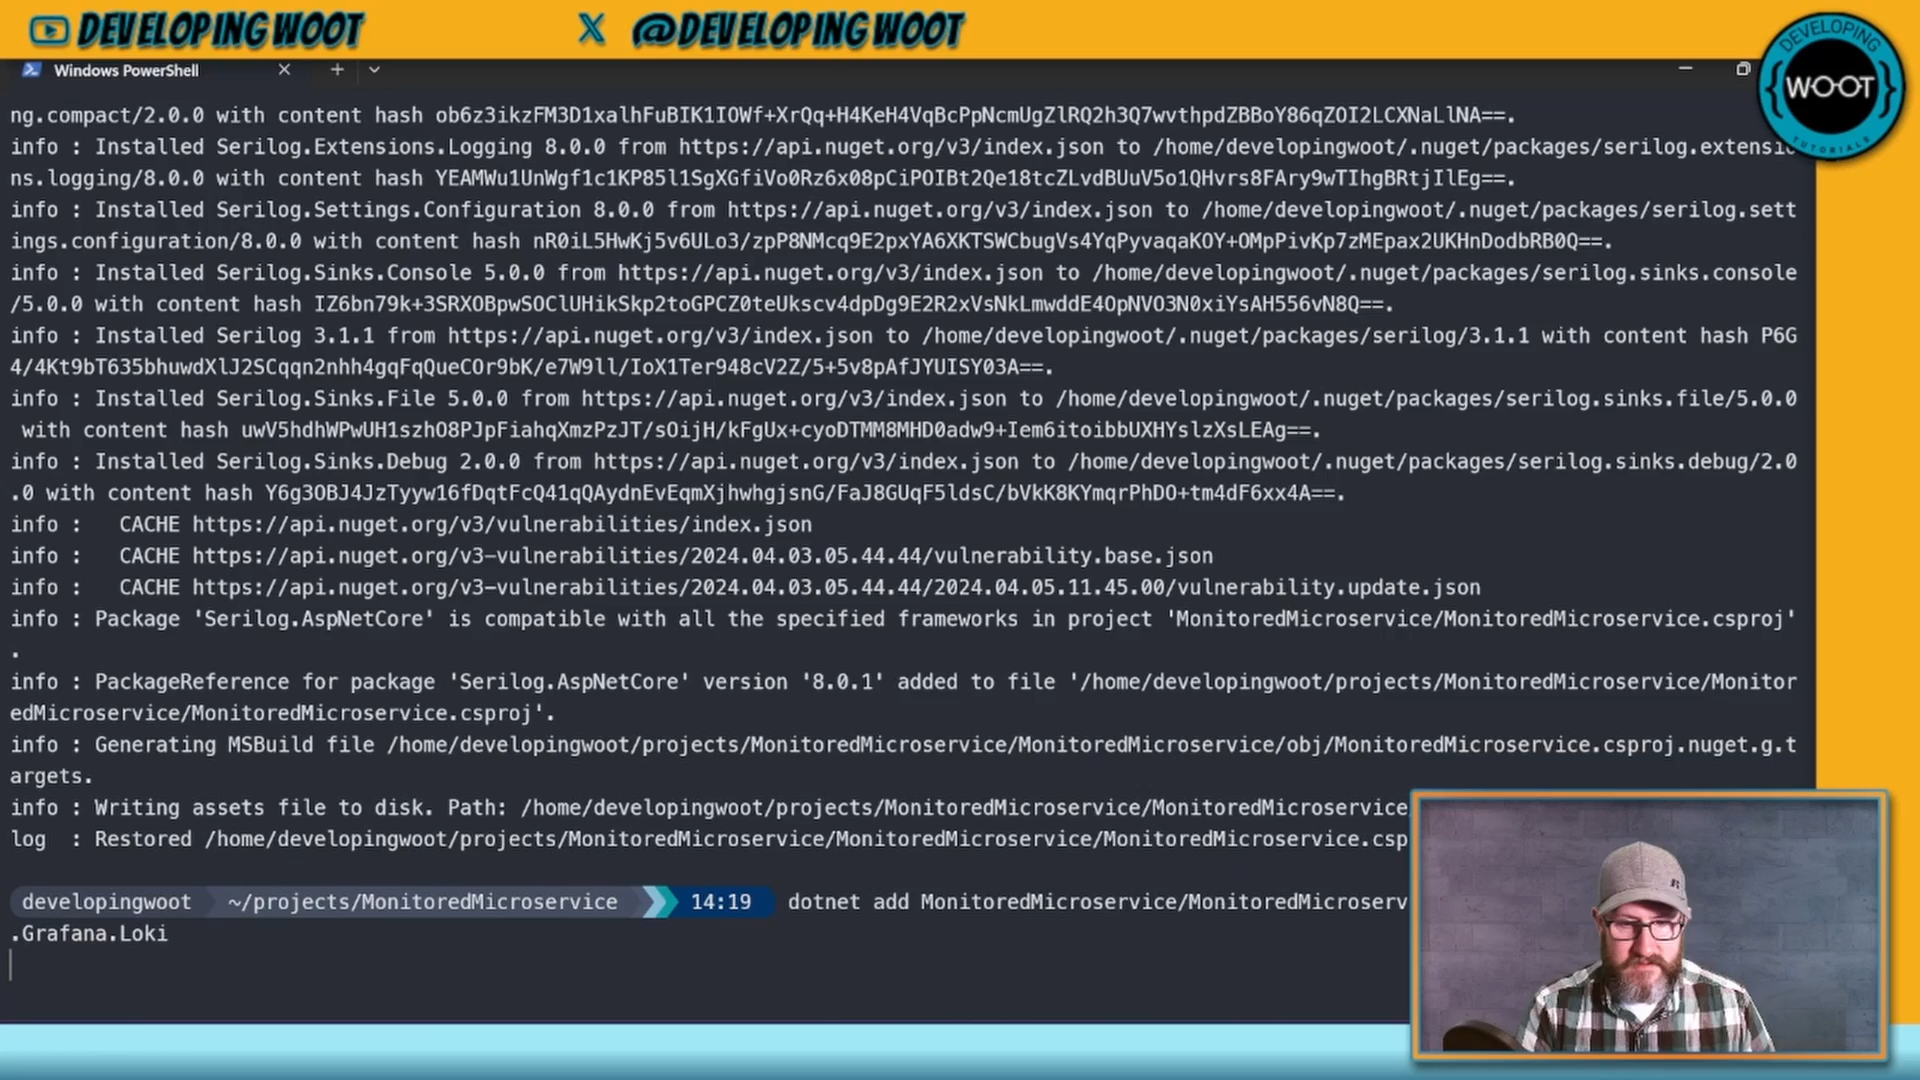 DEVELOPINGWOOT
X @DEVELOPINGWOOT
DEVELOPING
{WOOT}
TUTORIALS
Windows PowerShell
ng.compact/2.0.0 with content hash ob6z3ikzFM3D1xalhFuBIK1IOWf+XrQq+H4KeH4VqBcPpNcmUgZlRQ2h3Q7wvthpdZBBoY86qZOI2LCXNaLlNA==.
info : Installed Serilog.Extensions.Logging 8.0.0 from https://api.nuget.org/v3/index.json to /home/developingwoot/.nuget/packages/serilog.extensio
ns.logging/8.0.0 with content hash YEAMWu1UnWgf1c1KP85l1SgXGfiVo0Rz6x08pCiPOIBt2Qe18tcZLvdBUuV5o1QHvrs8FAry9wTIhgBRtjIlEg==.
info : Installed Serilog.Settings.Configuration 8.0.0 from https://api.nuget.org/v3/index.json to /home/developingwoot/.nuget/packages/serilog.sett
ings.configuration/8.0.0 with content hash nR0iL5HwKj5v6ULo3/zpP8NMcq9E2pxYA6XKTSWCbugVs4YqPyvaqaKOY+OMpPivKp7zMEpax2UKHnDodbRB0Q==.
info : Installed Serilog.Sinks.Console 5.0.0 from https://api.nuget.org/v3/index.json to /home/developingwoot/.nuget/packages/serilog.sinks.console
/5.0.0 with content hash IZ6bn79k+3SRXOBpwSOClUHikSkp2toGPCZ0teUkscv4dpDg9E2R2xVsNkLmwddE4OpNVO3N0xiYsAH556vN8Q==.
info : Installed Serilog 3.1.1 from https://api.nuget.org/v3/index.json to /home/developingwoot/.nuget/packages/serilog/3.1.1 with content hash P6G
4/4Kt9bT635bhuwdXlJ2SCqqn2nhh4gqFqQueCOr9bK/e7W9ll/IoX1Ter948cV2Z/5+5v8pAfJYUISY03A==.
info : Installed Serilog.Sinks.File 5.0.0 from https://api.nuget.org/v3/index.json to /home/developingwoot/.nuget/packages/serilog.sinks.file/5.0.0
with content hash uwV5hdhWPwUH1szhO8PJpFiahqXmzPzJT/sOijH/kFgUx+cyoDTMM8MHD0adw9+Iem6itoibbUXHYslzXsLEAg==.
info : Installed Serilog.Sinks.Debug 2.0.0 from https://api.nuget.org/v3/index.json to /home/developingwoot/.nuget/packages/serilog.sinks.debug/2.0
.0 with content hash Y6g3OBJ4JzTyyw16fDqtFcQ41qQAydnEvEqmXjhwhgjsnG/FaJ8GUqF5ldsC/bVkK8KYmqrPhDO+tm4dF6xx4A==.
info :   CACHE https://api.nuget.org/v3/vulnerabilities/index.json
info :   CACHE https://api.nuget.org/v3-vulnerabilities/2024.04.03.05.44.44/vulnerability.base.json
info :   CACHE https://api.nuget.org/v3-vulnerabilities/2024.04.03.05.44.44/2024.04.05.11.45.00/vulnerability.update.json
info : Package 'Serilog.AspNetCore' is compatible with all the specified frameworks in project 'MonitoredMicroservice/MonitoredMicroservice.csproj'
.
info : PackageReference for package 'Serilog.AspNetCore' version '8.0.1' added to file '/home/developingwoot/projects/MonitoredMicroservice/Monitor
edMicroservice/MonitoredMicroservice.csproj'.
info : Generating MSBuild file /home/developingwoot/projects/MonitoredMicroservice/MonitoredMicroservice/obj/MonitoredMicroservice.csproj.nuget.g.t
argets.
info : Writing assets file to disk. Path: /home/developingwoot/projects/MonitoredMicroservice/MonitoredMicroservice
log  : Restored /home/developingwoot/projects/MonitoredMicroservice/MonitoredMicroservice/MonitoredMicroservice.csp
developingwoot ~/projects/MonitoredMicroservice 14:19 dotnet add MonitoredMicroservice/MonitoredMicroserv
.Grafana.Loki